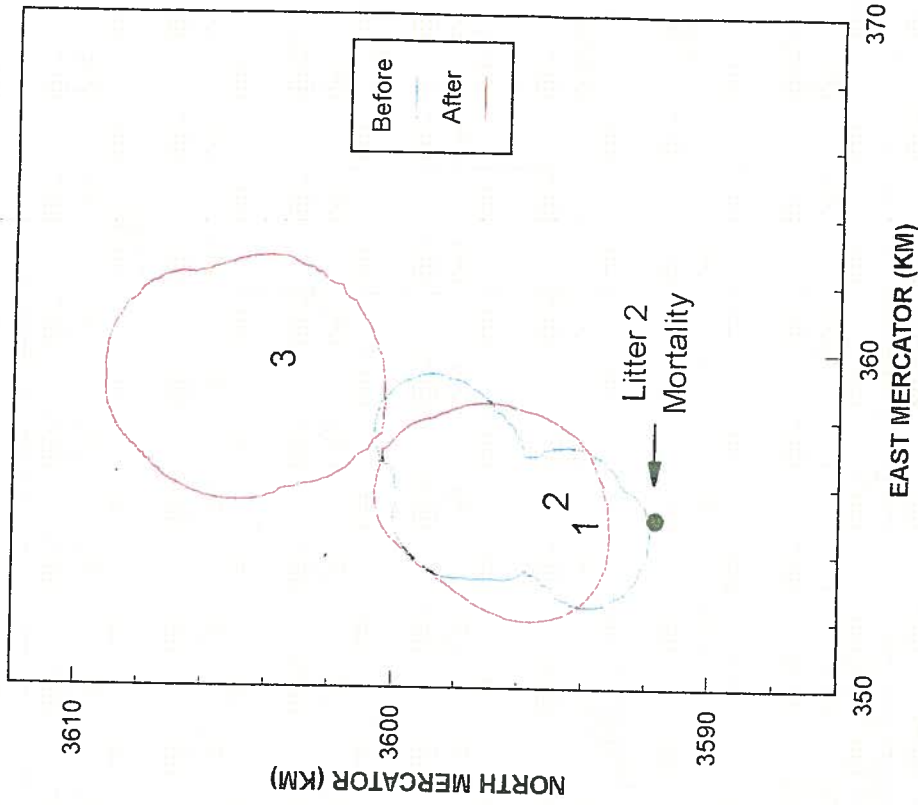 3610
3600
3590
NORTH MERCATOR (KM)
350
360
370
EAST MERCATOR (KM)
Before
After
3
2
1
Litter 2
Mortality